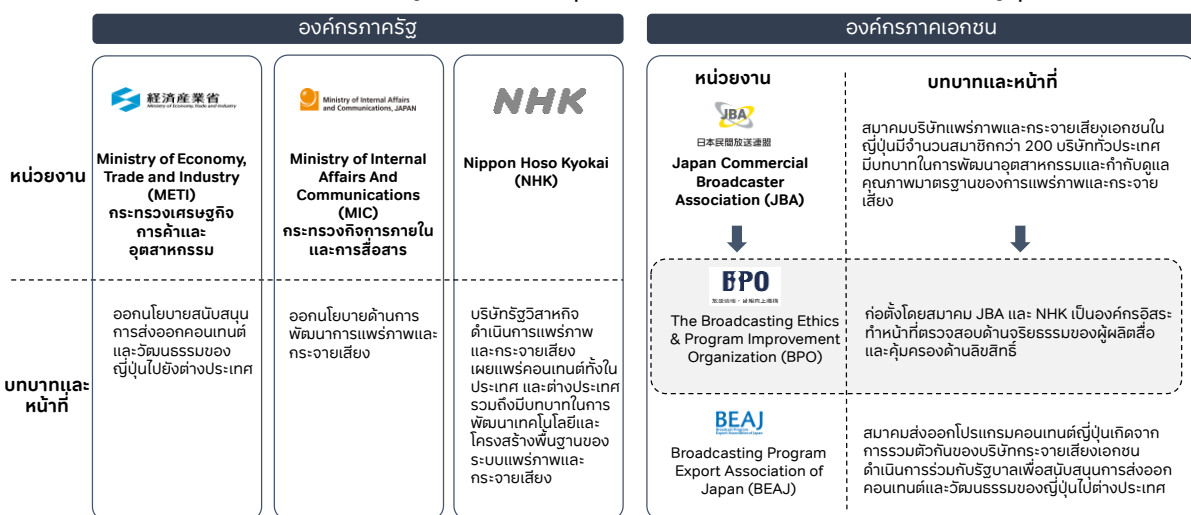 องค์กรภาครัฐ
องค์กรภาคเอกชน
หน่วยงาน
経済産業省
Ministry of Economy, Trade and Industry
Ministry of Economy,
Trade and Industry
(METI)
กระทรวงเศรษฐกิจ
การค้าและ
อุตสาหกรรม
Ministry of Internal Affairs
and Communications, JAPAN
Ministry of Internal
Affairs And
Communications
(MIC)
กระทรวงกิจการภายใน
และการสื่อสาร
NHK
Nippon Hoso Kyokai
(NHK)
บทบาทและ
หน้าที่
ออกนโยบายสนับสนุน
การส่งออกคอนเทนต์
และวัฒนธรรมของ
ญี่ปุ่นไปยังต่างประเทศ
ออกนโยบายด้านการ
พัฒนาการแพร่ภาพและ
กระจายเสียง
บริษัทรัฐวิสาหกิจ
ดำเนินการแพร่ภาพ
และกระจายเสียง
เผยแพร่คอนเทนต์ทั้งใน
ประเทศ และต่างประเทศ
รวมถึงมีบทบาทในการ
พัฒนาเทคโนโลยีและ
โครงสร้างพื้นฐานของ
ระบบแพร่ภาพและ
กระจายเสียง
หน่วยงาน
บทบาทและหน้าที่
JBA
日本民間放送連盟
Japan Commercial
Broadcaster
Association (JBA)
สมาคมบริษัทแพร่ภาพและกระจายเสียงเอกชนใน
ญี่ปุ่นมีจำนวนสมาชิกกว่า 200 บริษัททั่วประเทศ
มีบทบาทในการพัฒนาอุตสาหกรรมและกำกับดูแล
คุณภาพมาตรฐานของการแพร่ภาพและกระจาย
เสียง
BPO
放送倫理・番組向上機構
The Broadcasting Ethics
& Program Improvement
Organization (BPO)
ก่อตั้งโดยสมาคม JBA และ NHK เป็นองค์กรอิสระ
ทำหน้าที่ตรวจสอบด้านจริยธรรมของผู้ผลิตสื่อ
และคุ้มครองด้านลิขสิทธิ์
BEAJ
Broadcast Program
Export Association of Japan
Broadcasting Program
Export Association of
Japan (BEAJ)
สมาคมส่งออกโปรแกรมคอนเทนต์ญี่ปุ่นเกิดจาก
การรวมตัวกันของบริษัทกระจายเสียงเอกชน
ดำเนินการร่วมกับรัฐบาลเพื่อสนับสนุนการส่งออก
คอนเทนต์และวัฒนธรรมของญี่ปุ่นไปต่างประเทศ